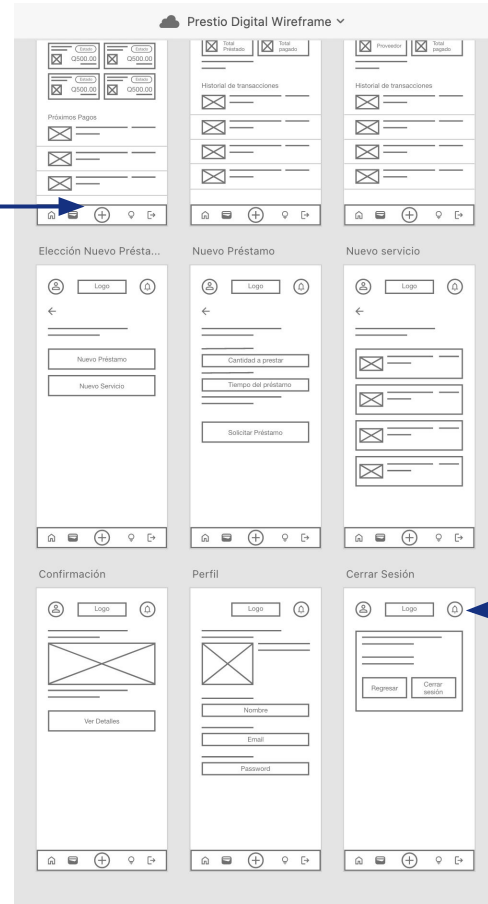 Prestio Digital Wireframe
Estado
Estado
Q500.00
Q500.00
Estado
Estado
Q500.00
Q500.00
Próximos Pagos
Total Préstado
Total pagado
Historial de transacciones
Proveedor
Total pagado
Historial de transacciones
Elección Nuevo Présta...
Nuevo Préstamo
Nuevo servicio
Logo
Nuevo Préstamo
Nuevo Servicio
Logo
Cantidad a prestar
Tiempo del préstamo
Solicitar Préstamo
Logo
Confirmación
Perfil
Cerrar Sesión
Logo
Ver Detalles
Logo
Nombre
Email
Password
Logo
Regresar
Cerrar
sesión